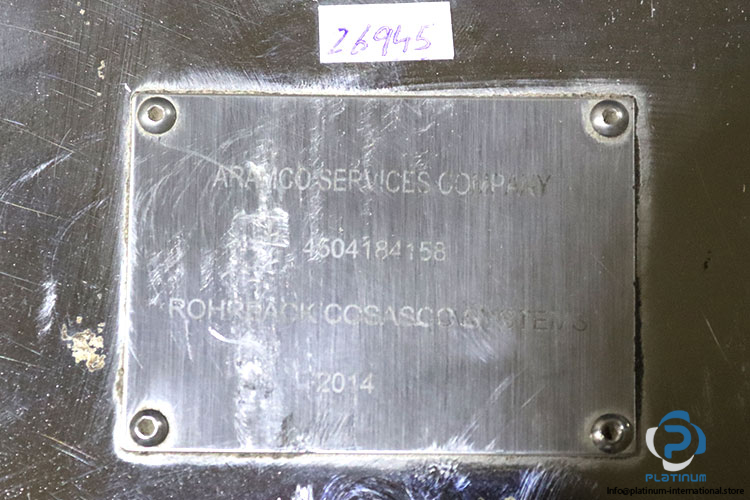 26945
ARAMCO SERVICES COMPANY
4504184158
ROHRBACK COSASCO SYSTEMS
2014
PLATINUM
info@platinum-international.store